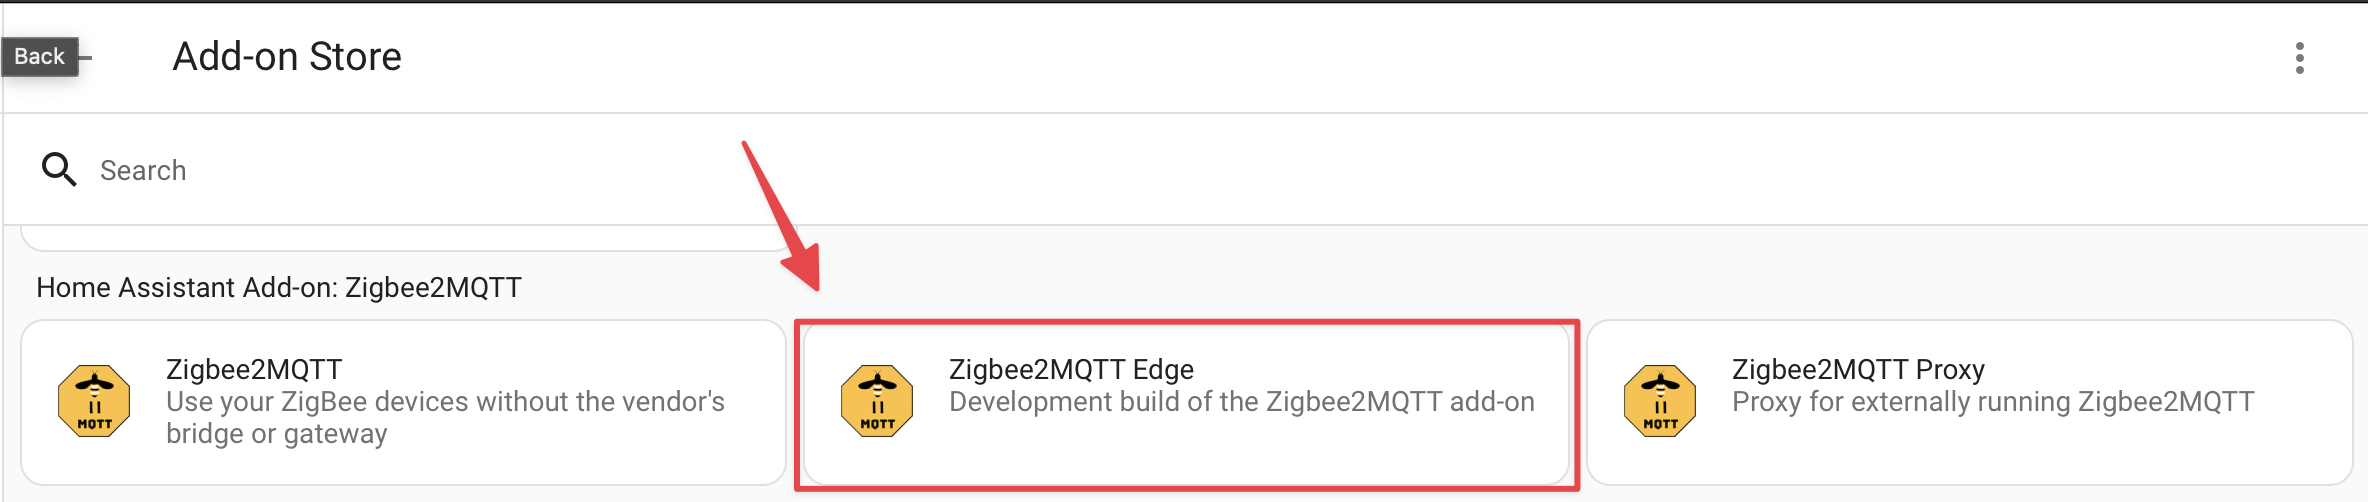 Back
Add-on Store
Search
Home Assistant Add-on: Zigbee2MQTT
MQTT
Zigbee2MQTT
Use your ZigBee devices without the vendor's
bridge or gateway
MQTT
Zigbee2MQTT Edge
Development build of the Zigbee2MQTT add-on
MQTT
Zigbee2MQTT Proxy
Proxy for externally running Zigbee2MQTT